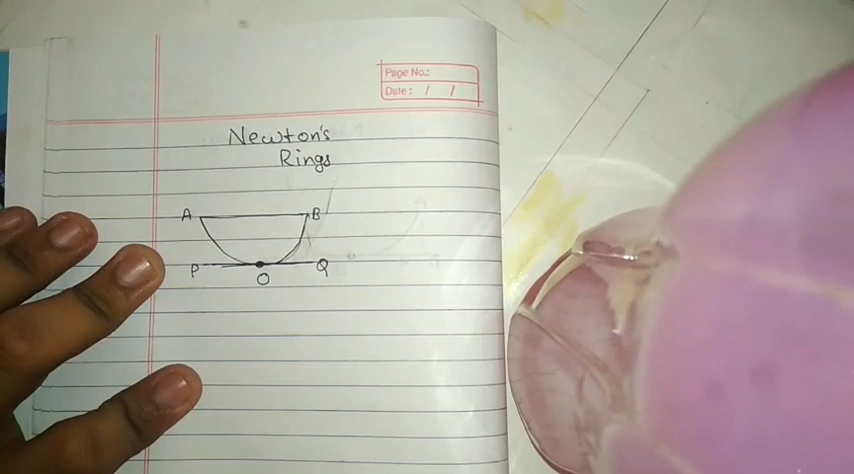 Page No.:
Date: / /
Newton's
Rings
A B
P Q
O